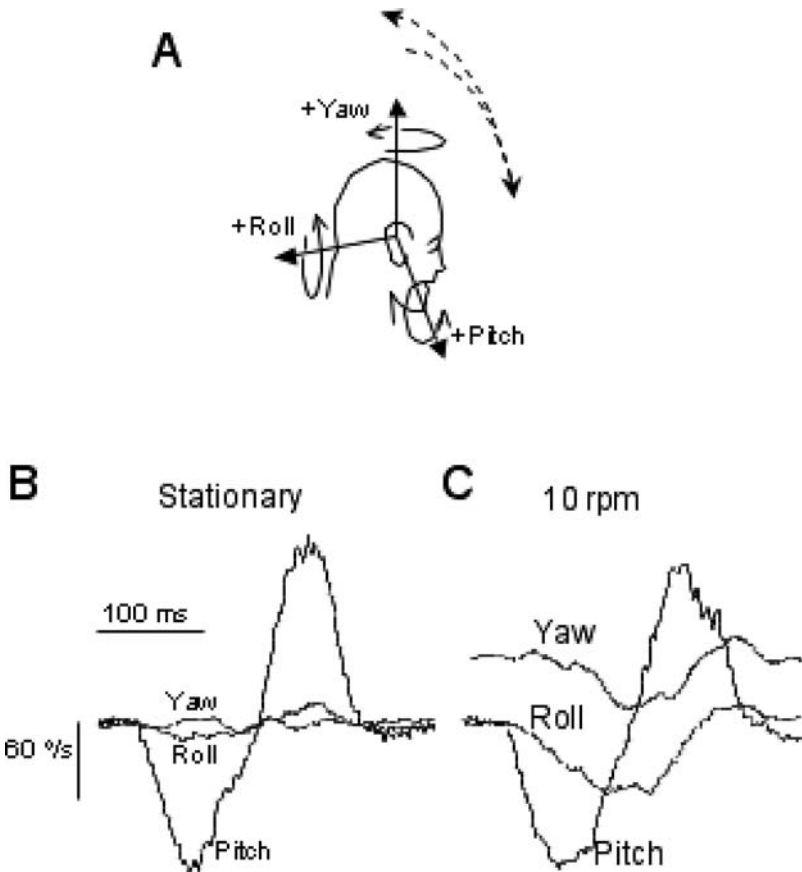 A
+Yaw
+Roll
+Pitch
B
Stationary
100 ms
Yaw
Roll
60 º/s
Pitch
C
10 rpm
Yaw
Roll
Pitch